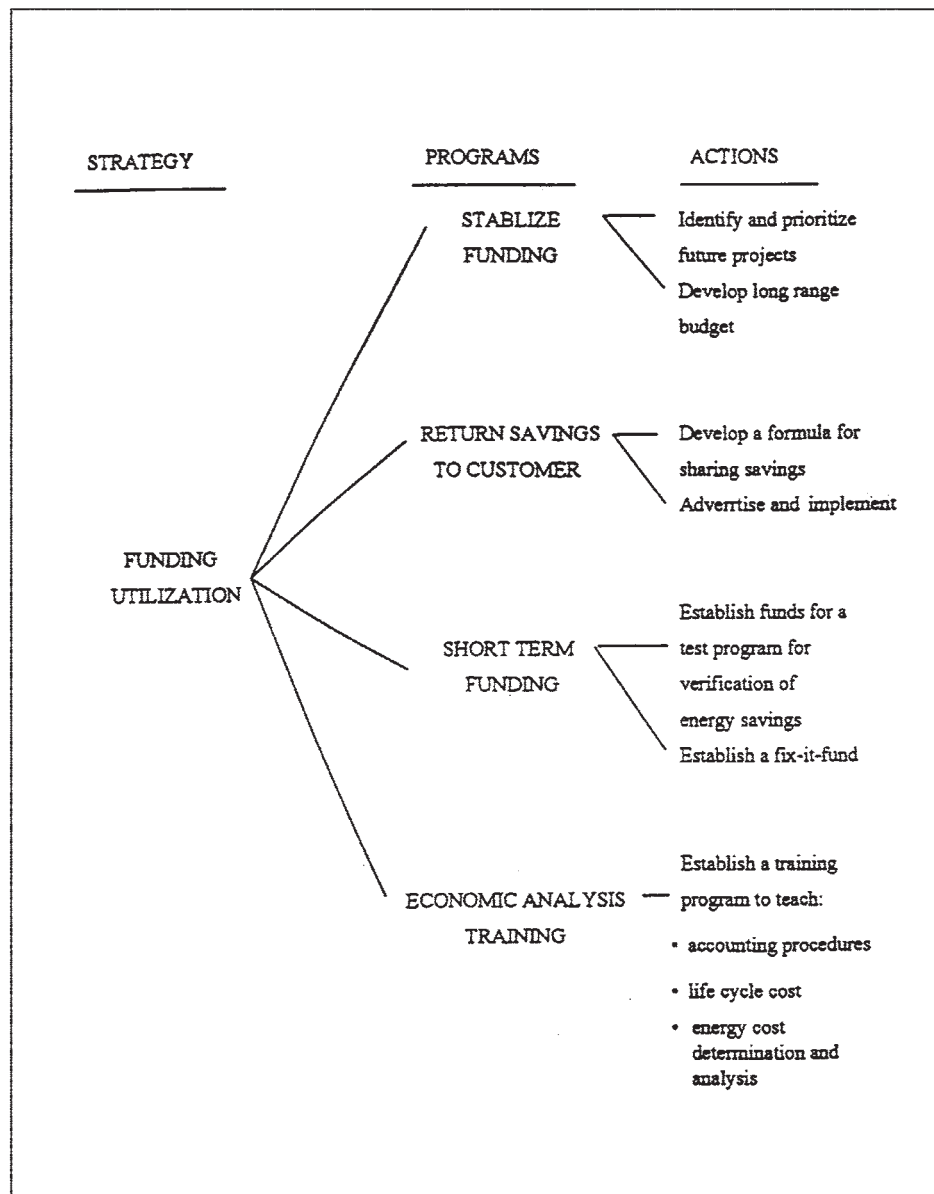 STRATEGY
PROGRAMS
ACTIONS
STABLIZE
FUNDING
Identify and prioritize
future projects
Develop long range
budget
RETURN SAVINGS
TO CUSTOMER
Develop a formula for
sharing savings
Adverrtise and implement
FUNDING
UTILIZATION
SHORT TERM
FUNDING
Establish funds for a
test program for
verification of
energy savings
Establish a fix-it-fund
ECONOMIC ANALYSIS
TRAINING
Establish a training
program to teach:
• accounting procedures
• life cycle cost
• energy cost
determination and
analysis